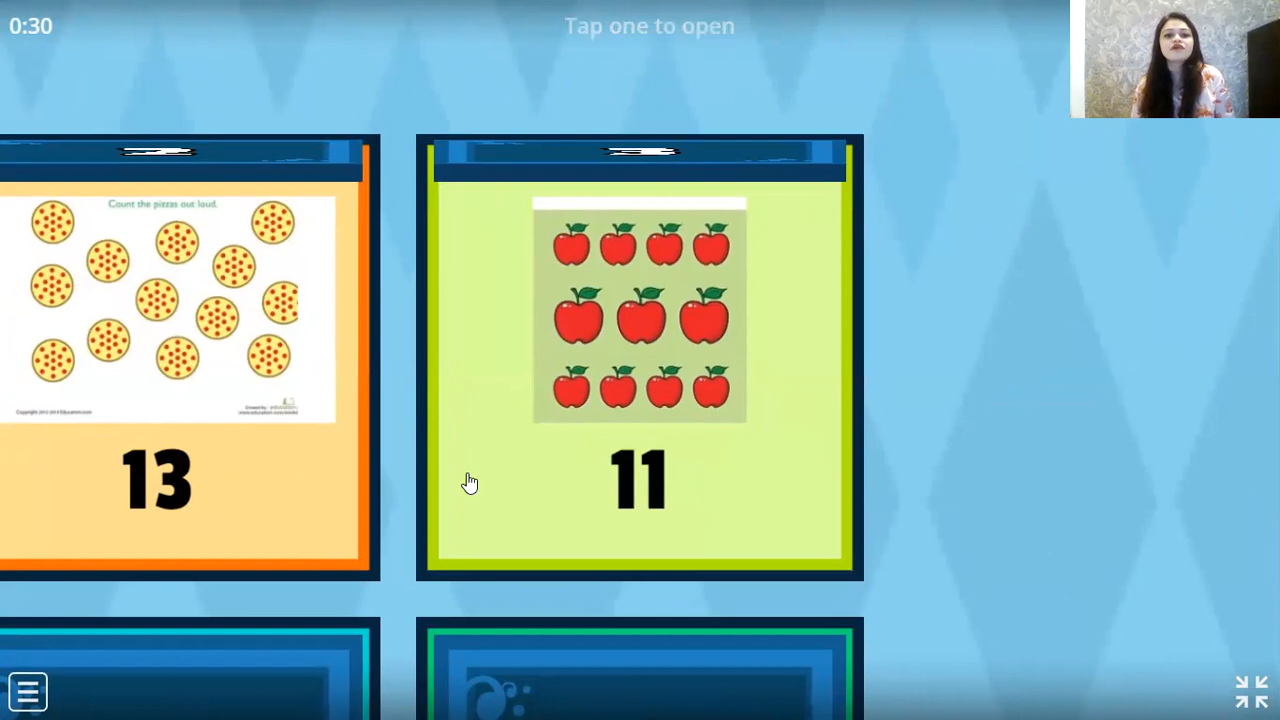 0:30
Tap one to open
Count the pizzas out loud.
13
11